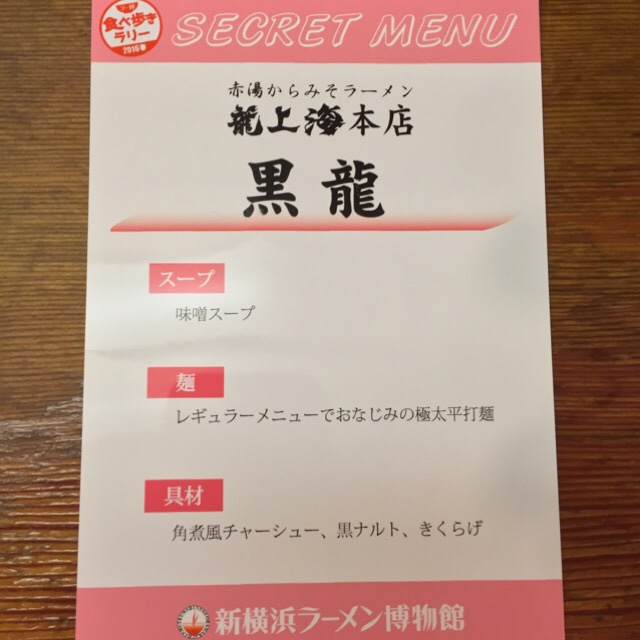 食べ歩き
ラリー
2016春
SECRET MENU
赤湯からみそラーメン
龍上海本店
黒龍
スープ
味噌スープ
麺
レギュラーメニューでおなじみの極太平打麺
具材
角煮風チャーシュー、黒ナルト、きくらげ
新横浜ラーメン博物館